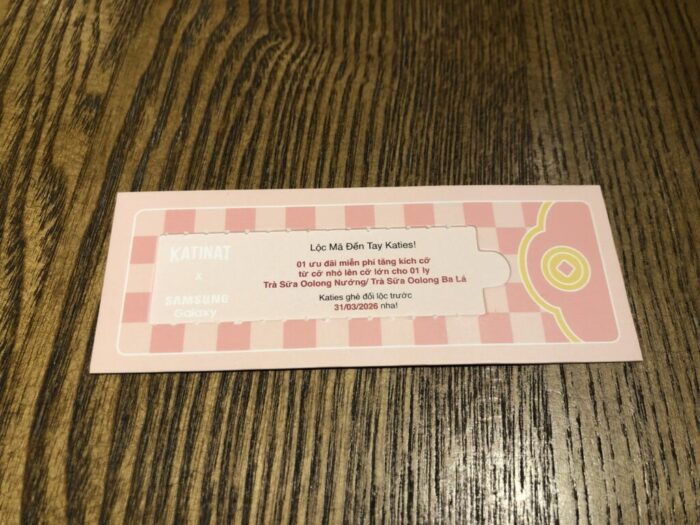 KATINAT
x
SAMSUNG
Galaxy
Lộc Mã Đến Tay Katies!
01 ưu đãi miễn phí tăng kích cỡ
từ cỡ nhỏ lên cỡ lớn cho 01 ly
Trà Sữa Oolong Nướng/ Trà Sữa Oolong Ba Lá
Katies ghé đổi lộc trước
31/03/2026 nha!